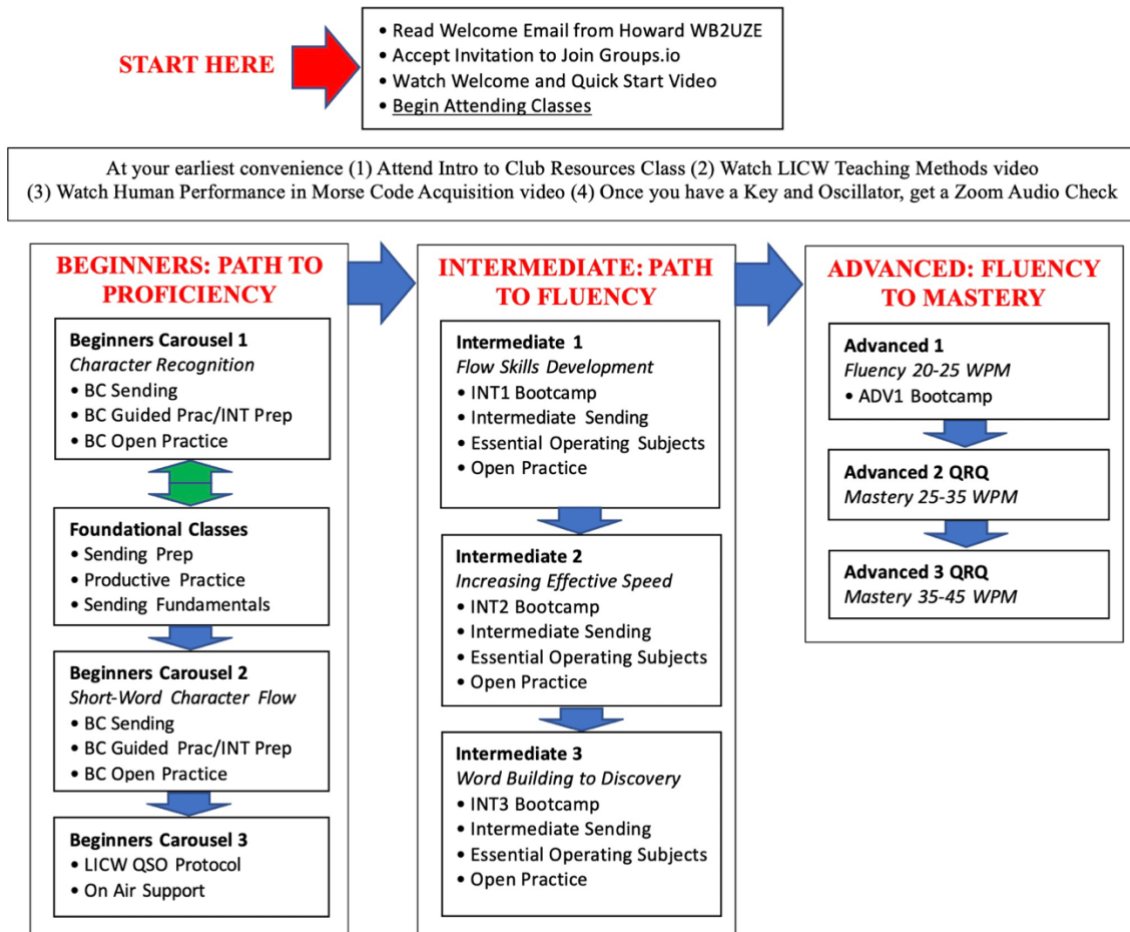 START HERE
• Read Welcome Email from Howard WB2UZE
• Accept Invitation to Join Groups.io
• Watch Welcome and Quick Start Video
• Begin Attending Classes
At your earliest convenience (1) Attend Intro to Club Resources Class (2) Watch LICW Teaching Methods video
(3) Watch Human Performance in Morse Code Acquisition video (4) Once you have a Key and Oscillator, get a Zoom Audio Check
BEGINNERS: PATH TO
PROFICIENCY
Beginners Carousel 1
Character Recognition
• BC Sending
• BC Guided Prac/INT Prep
• BC Open Practice
Foundational Classes
• Sending Prep
• Productive Practice
• Sending Fundamentals
Beginners Carousel 2
Short-Word Character Flow
• BC Sending
• BC Guided Prac/INT Prep
• BC Open Practice
Beginners Carousel 3
• LICW QSO Protocol
• On Air Support
INTERMEDIATE: PATH
TO FLUENCY
Intermediate 1
Flow Skills Development
• INT1 Bootcamp
• Intermediate Sending
• Essential Operating Subjects
• Open Practice
Intermediate 2
Increasing Effective Speed
• INT2 Bootcamp
• Intermediate Sending
• Essential Operating Subjects
• Open Practice
Intermediate 3
Word Building to Discovery
• INT3 Bootcamp
• Intermediate Sending
• Essential Operating Subjects
• Open Practice
ADVANCED: FLUENCY
TO MASTERY
Advanced 1
Fluency 20-25 WPM
• ADV1 Bootcamp
Advanced 2 QRQ
Mastery 25-35 WPM
Advanced 3 QRQ
Mastery 35-45 WPM